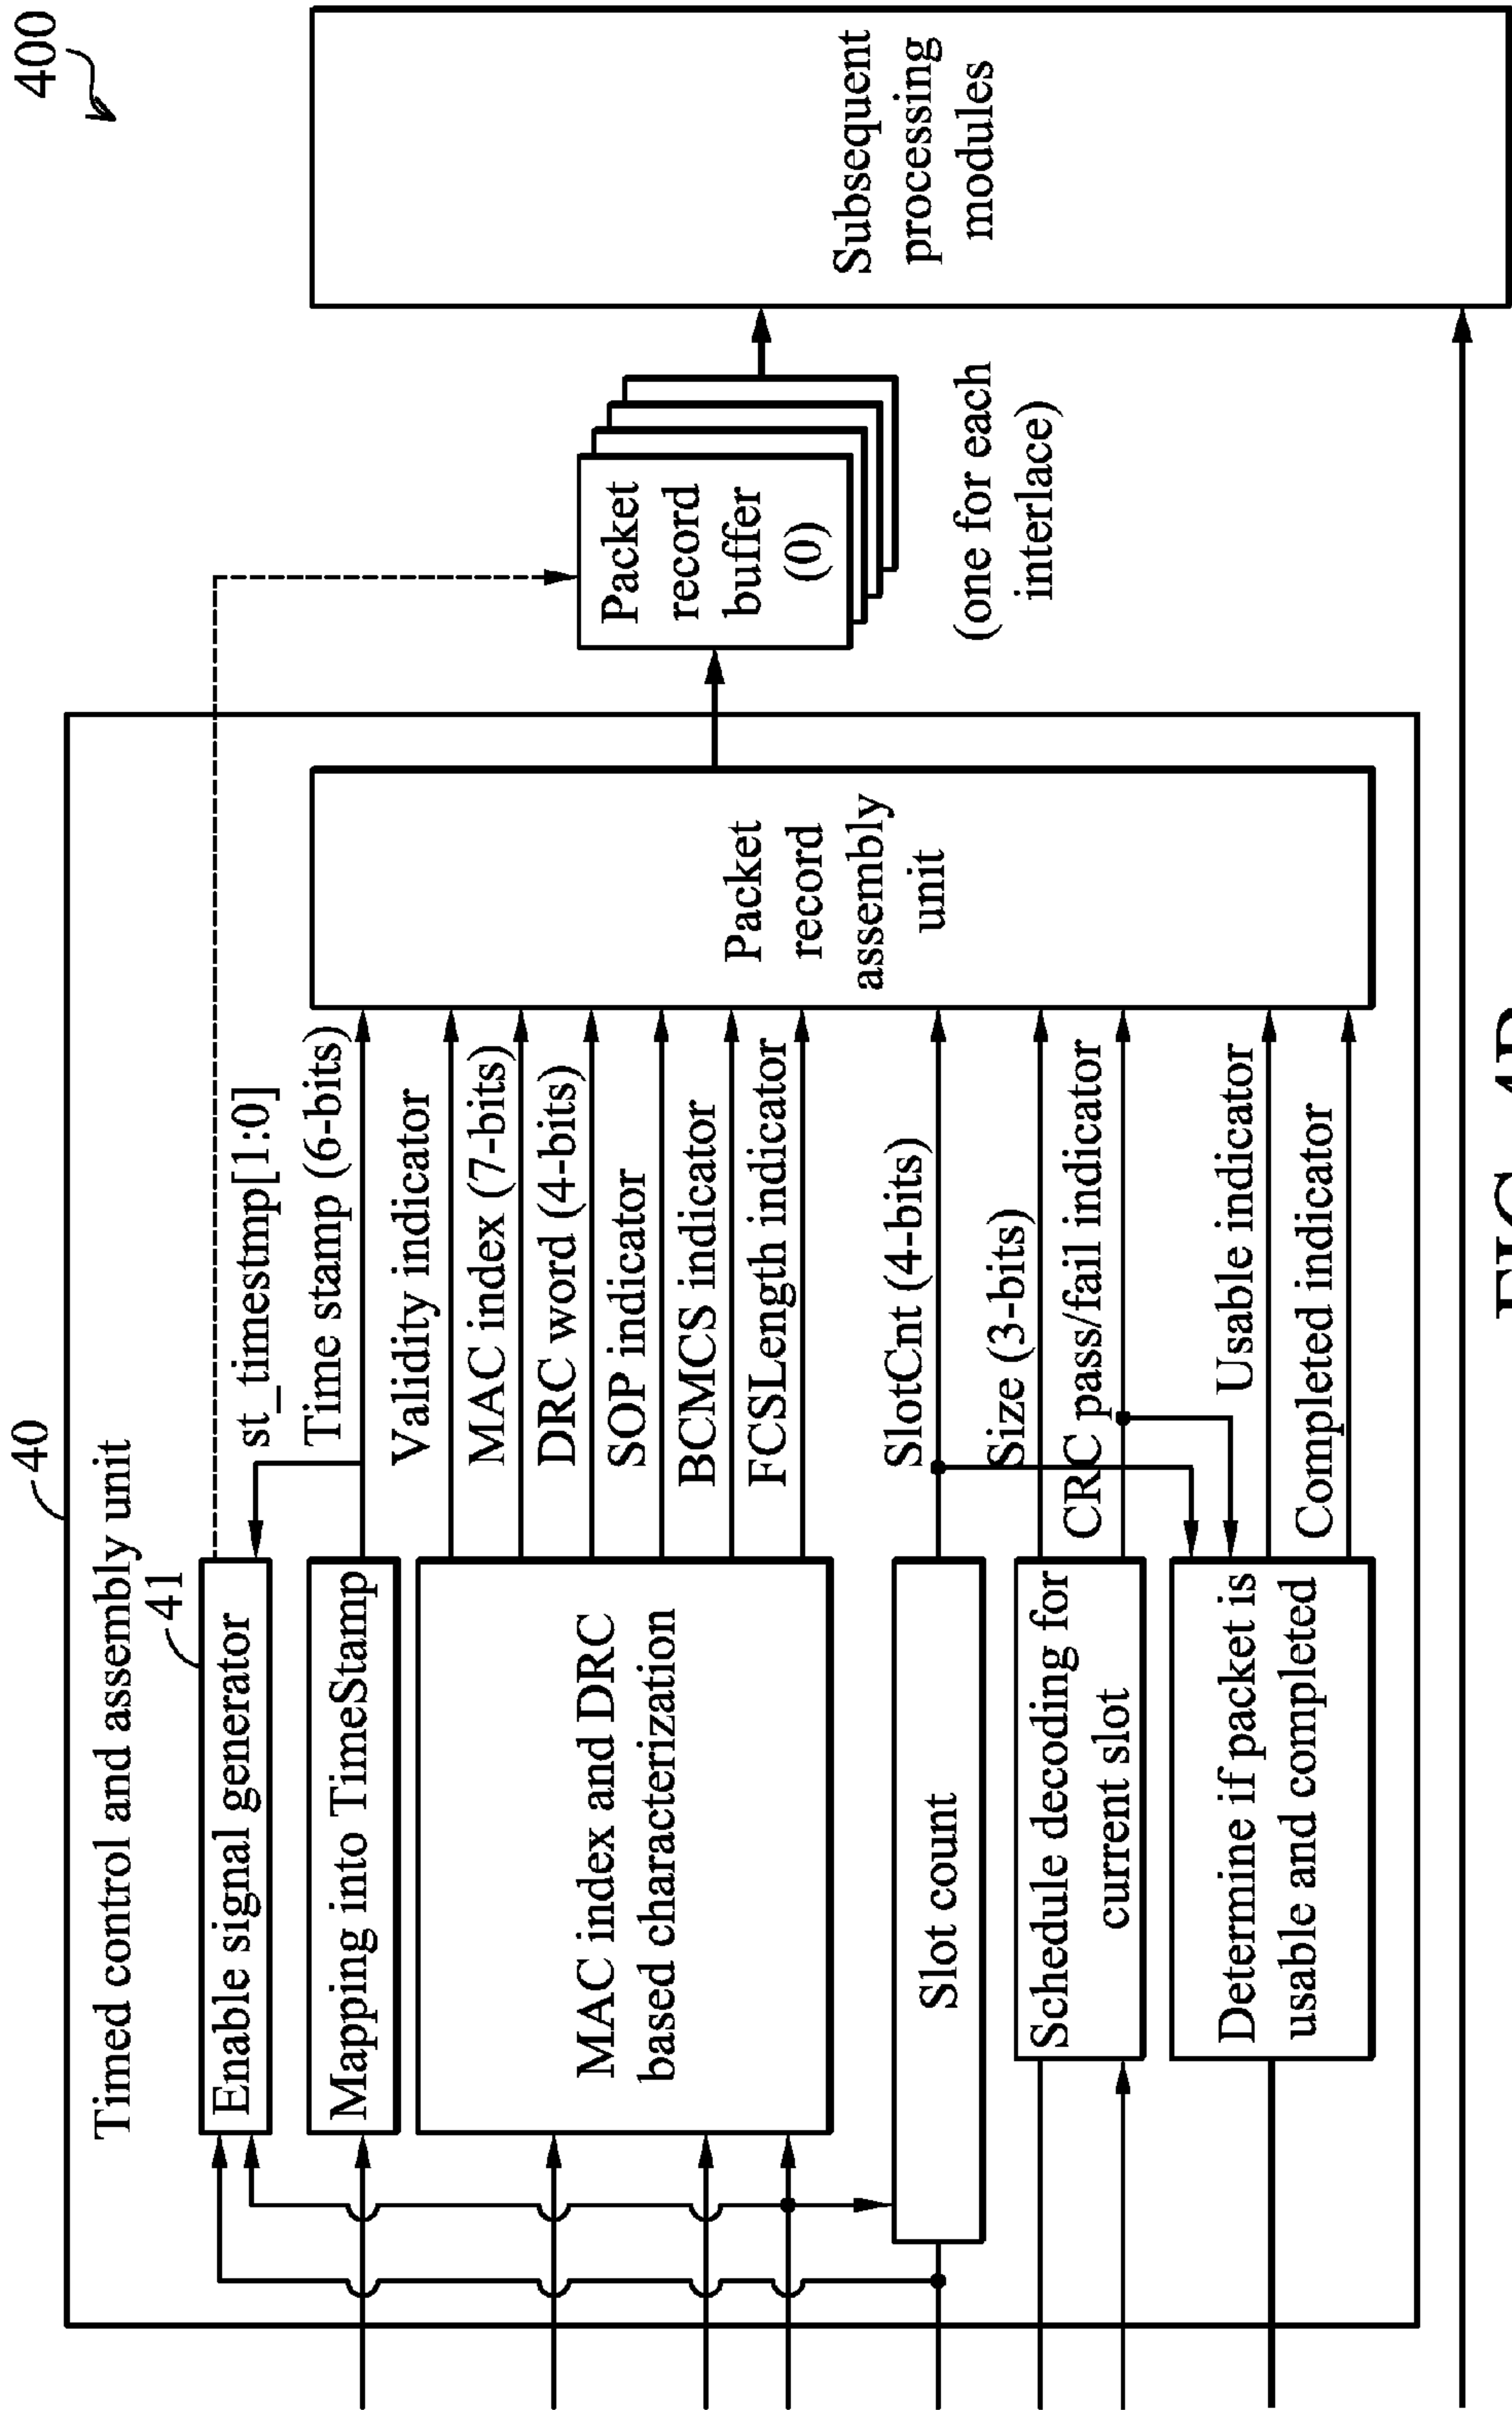 400
40
Timed control and assembly unit
41
Enable signal generator
st_timestmp[1:0]
Mapping into TimeStamp
Time stamp (6-bits)
MAC index and DRC
based characterization
Validity indicator
MAC index (7-bits)
DRC word (4-bits)
SOP indicator
BCMCS indicator
FCSLength indicator
Slot count
SlotCnt (4-bits)
Schedule decoding for
current slot
Size (3-bits)
CRC pass/fail indicator
Determine if packet is
usable and completed
Usable indicator
Completed indicator
Packet
record
assembly
unit
Packet
record
buffer
(0)
(one for each
interlace)
Subsequent
processing
modules